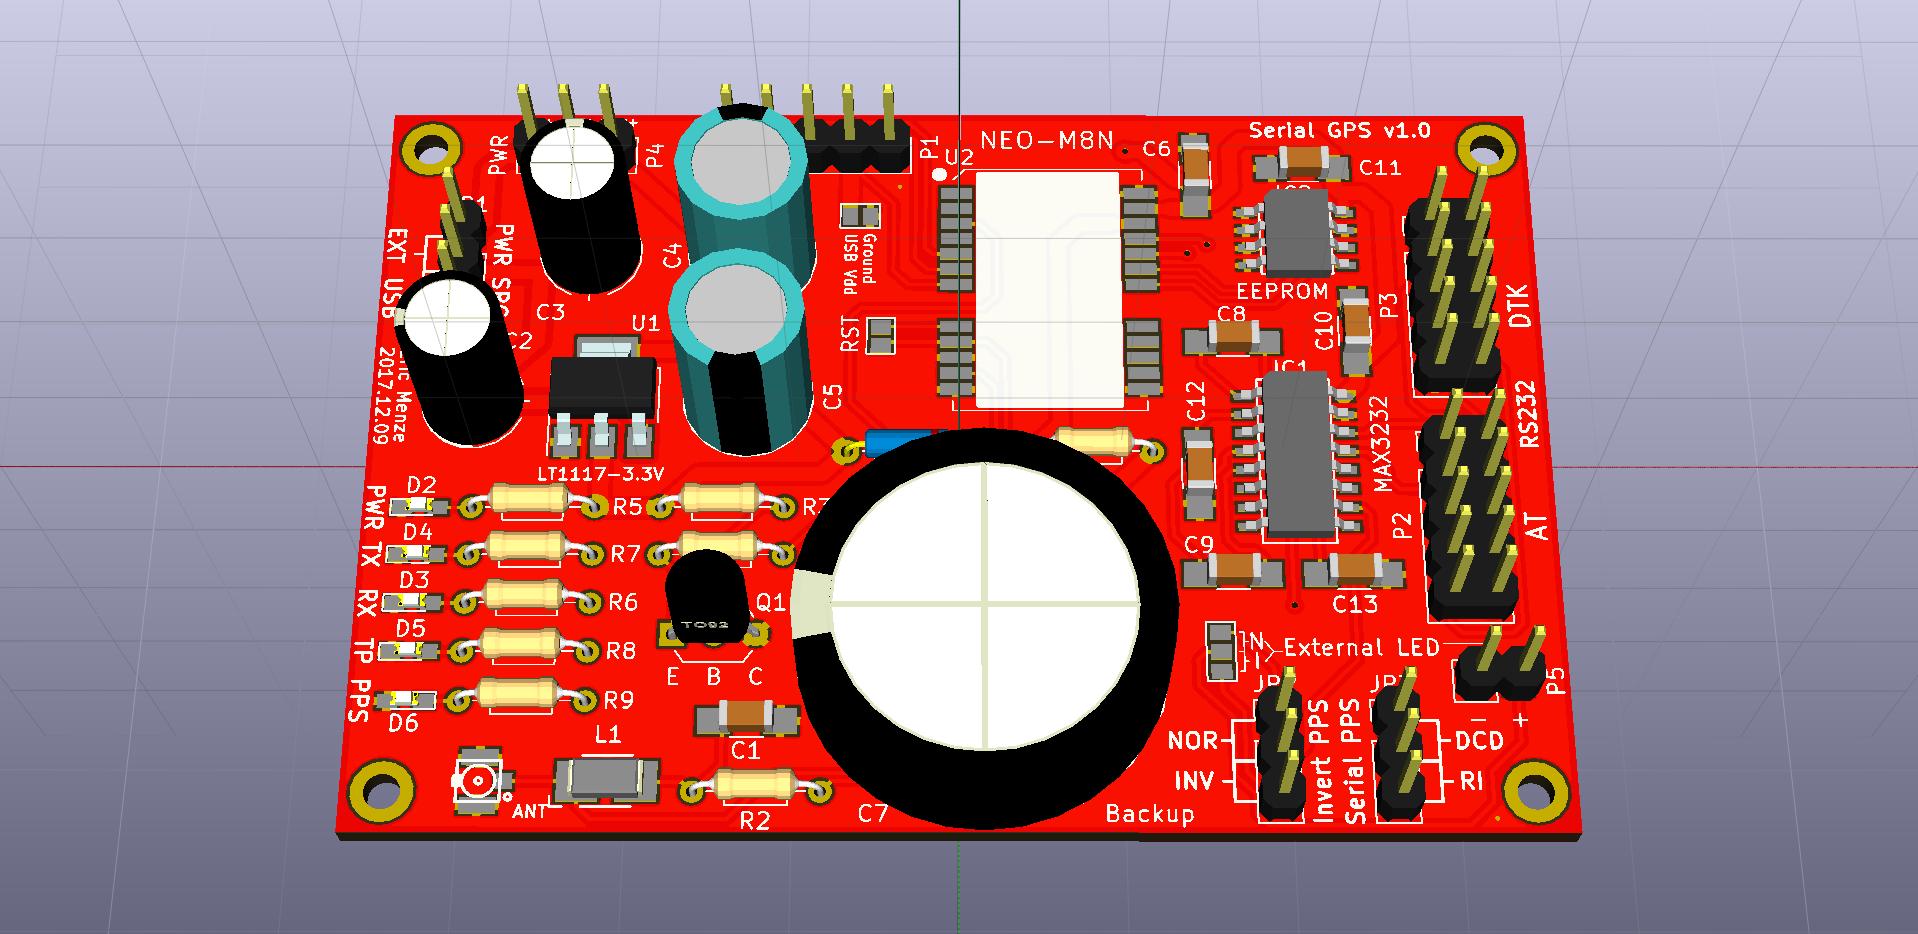 PWR
P4
P1
U2
NEO-M8N
C6
Serial GPS v1.0
C11
EXT USB
PWR
C4
Ground
USB Vdd
EEPROM
P3
DTK
C3
U1
C2
RST
C8
C10
IC1
Menze
2017.12.09
C5
C12
MAX3232
RS232
LT1117-3.3V
D2
PWR
R5
P2
AT
D4
TX
R7
C9
D3
RX
R6
Q1
TO92
C13
D5
TP
R8
E B C
N
I
External LED
P5
PPS
D6
R9
- +
L1
C1
NOR
INV
Invert PPS
Serial PPS
DCD
RI
ANT
R2
C7
Backup